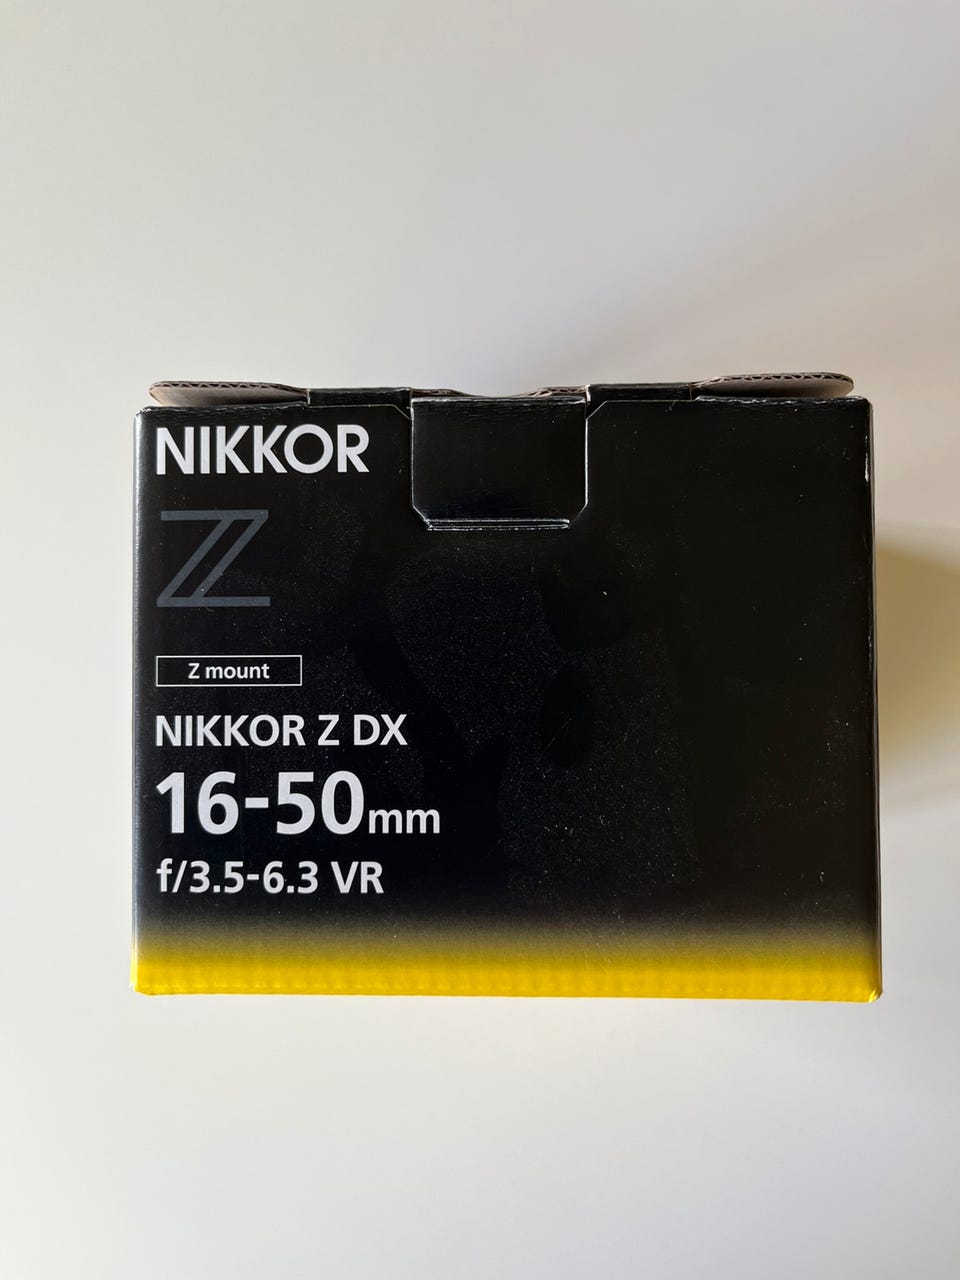 NIKKOR
Z
Z mount
NIKKOR Z DX
16-50mm
f/3.5-6.3 VR